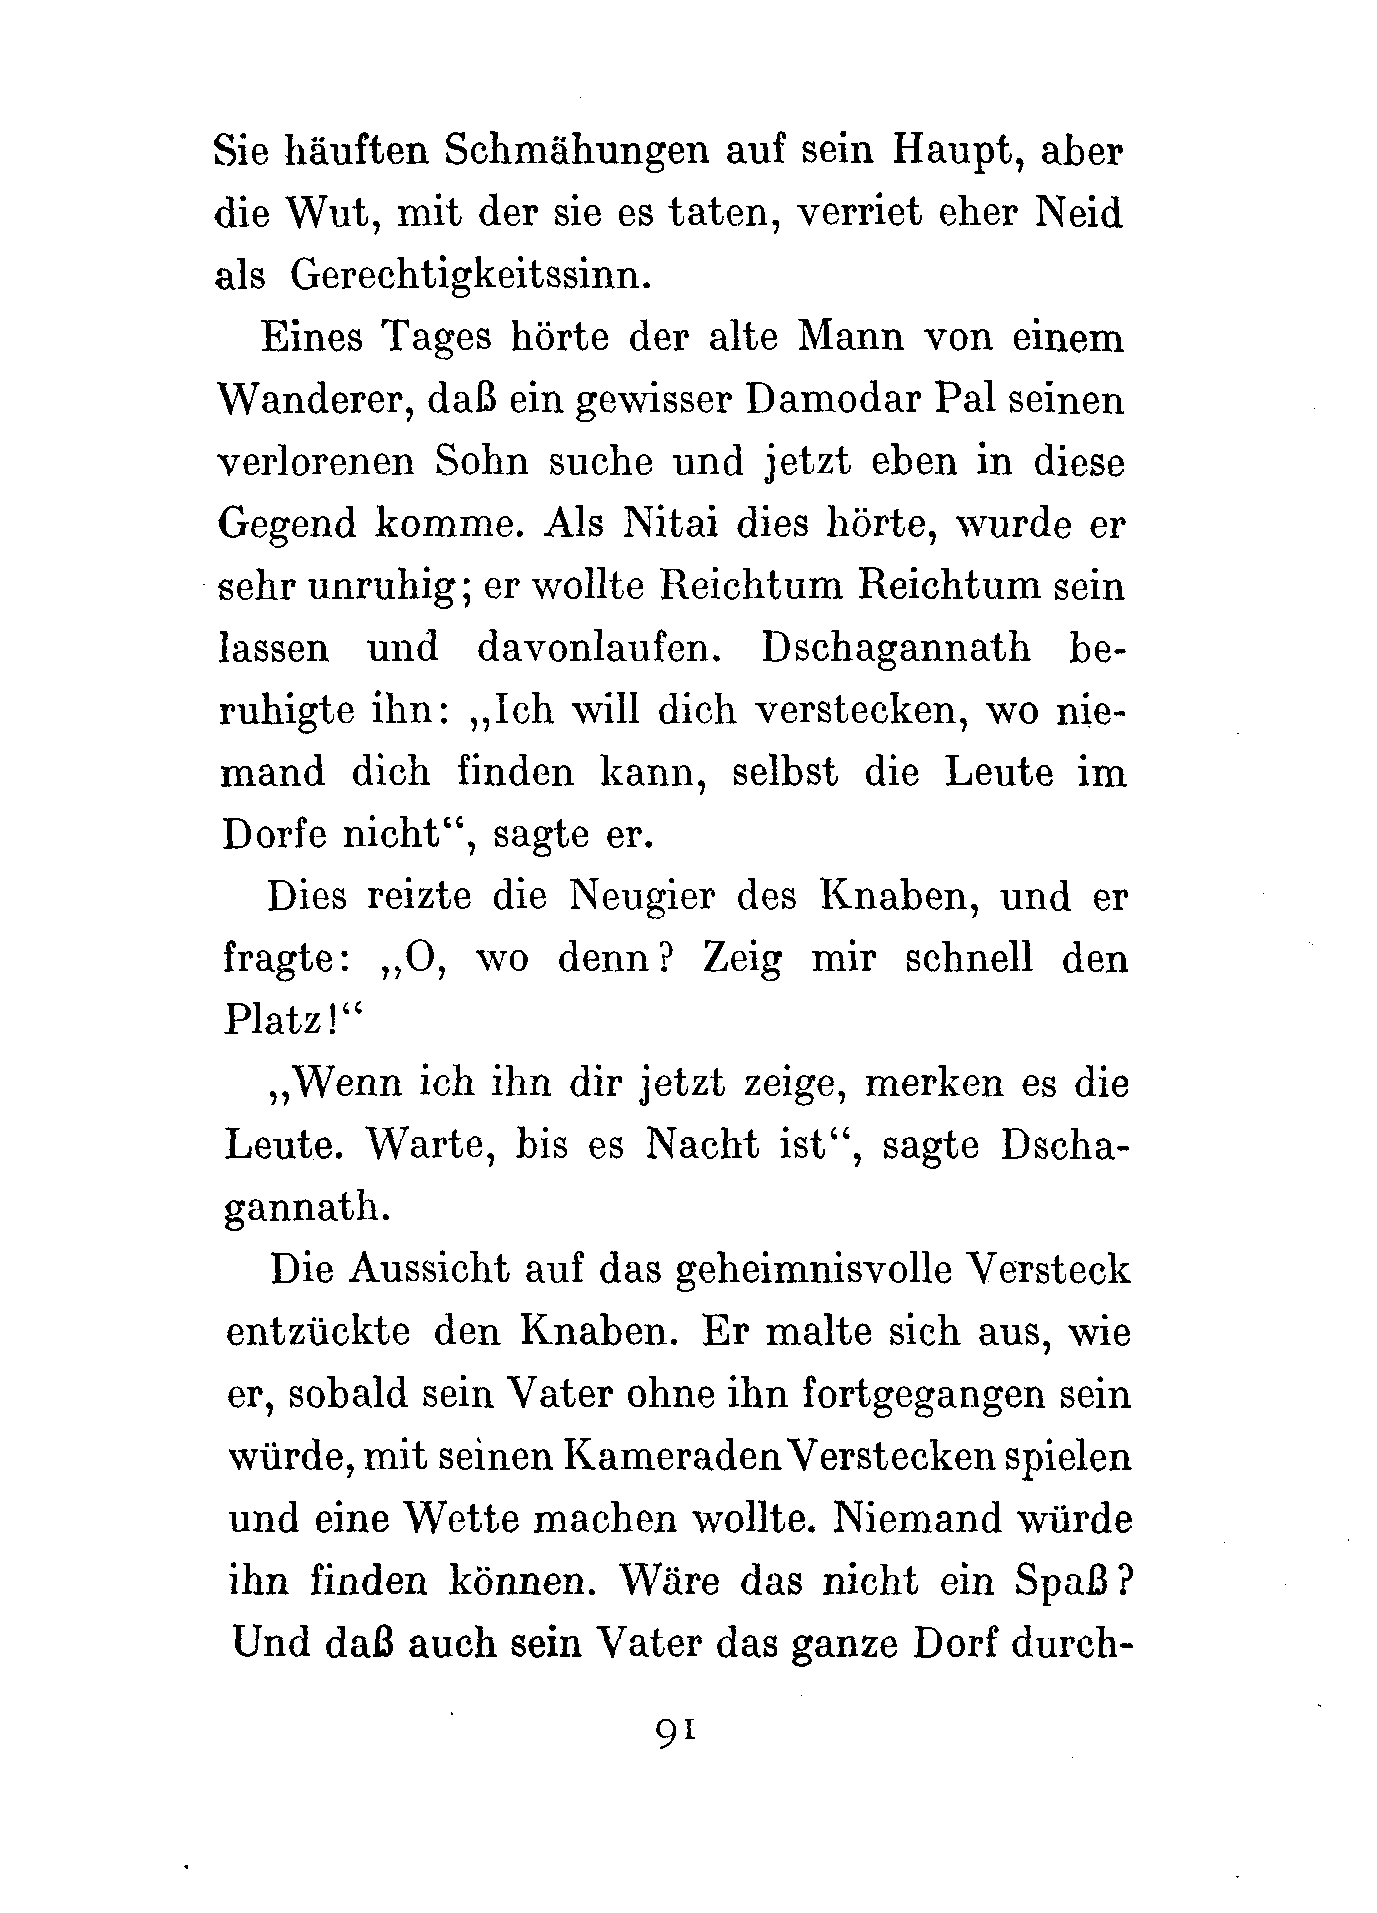 Sie häuften Schmähungen auf sein Haupt, aber
die Wut, mit der sie es taten, verriet eher Neid
als Gerechtigkeitssinn.
Eines Tages hörte der alte Mann von einem
Wanderer, daß ein gewisser Damodar Pal seinen
verlorenen Sohn suche und jetzt eben in diese
Gegend komme. Als Nitai dies hörte, wurde er
sehr unruhig; er wollte Reichtum Reichtum sein
lassen und davonlaufen. Dschagannath be-
ruhigte ihn: „Ich will dich verstecken, wo nie-
mand dich finden kann, selbst die Leute im
Dorfe nicht“, sagte er.
Dies reizte die Neugier des Knaben, und er
fragte: „O, wo denn? Zeig mir schnell den
Platz!“
„Wenn ich ihn dir jetzt zeige, merken es die
Leute. Warte, bis es Nacht ist“, sagte Dscha-
gannath.
Die Aussicht auf das geheimnisvolle Versteck
entzückte den Knaben. Er malte sich aus, wie
er, sobald sein Vater ohne ihn fortgegangen sein
würde, mit seinen Kameraden Verstecken spielen
und eine Wette machen wollte. Niemand würde
ihn finden können. Wäre das nicht ein Spaß?
Und daß auch sein Vater das ganze Dorf durch-
91